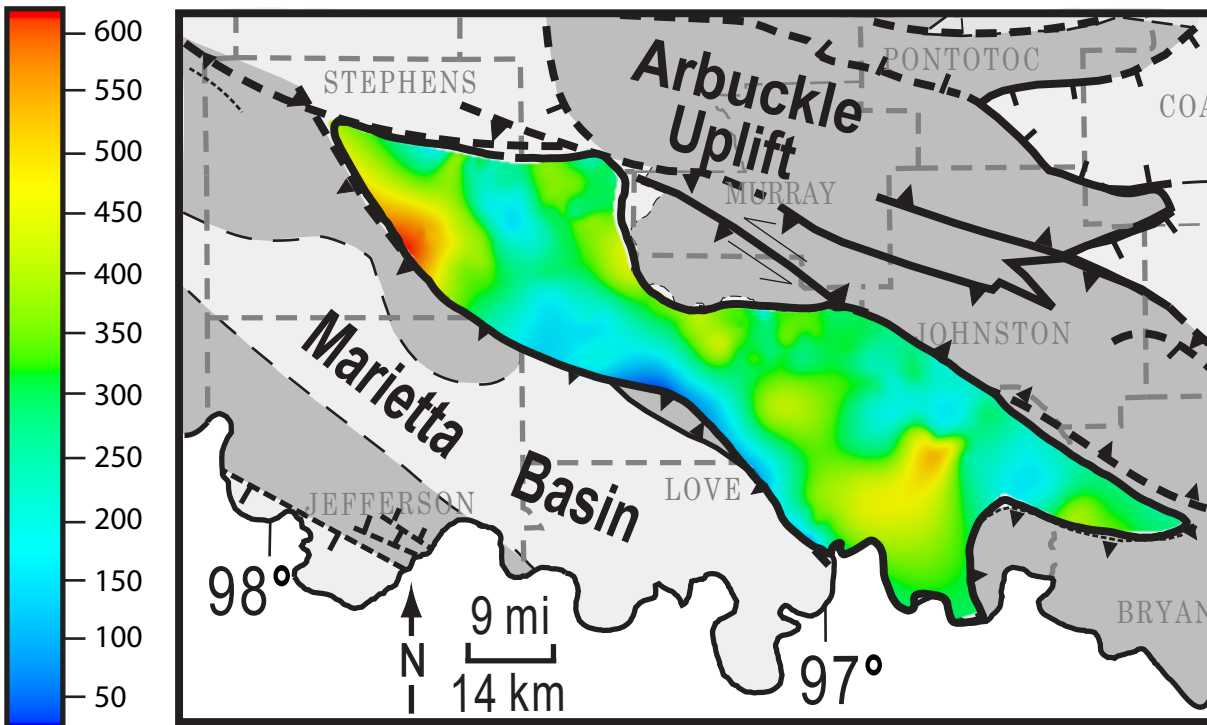 600
550
500
450
400
350
300
250
200
150
100
50
STEPHENS
Arbuckle
Uplift
PONTOTOC
COA
MURRAY
JOHNSTON
Marietta
Basin
LOVE
JEFFERSON
BRYAN
98°
97°
N
9 mi
14 km